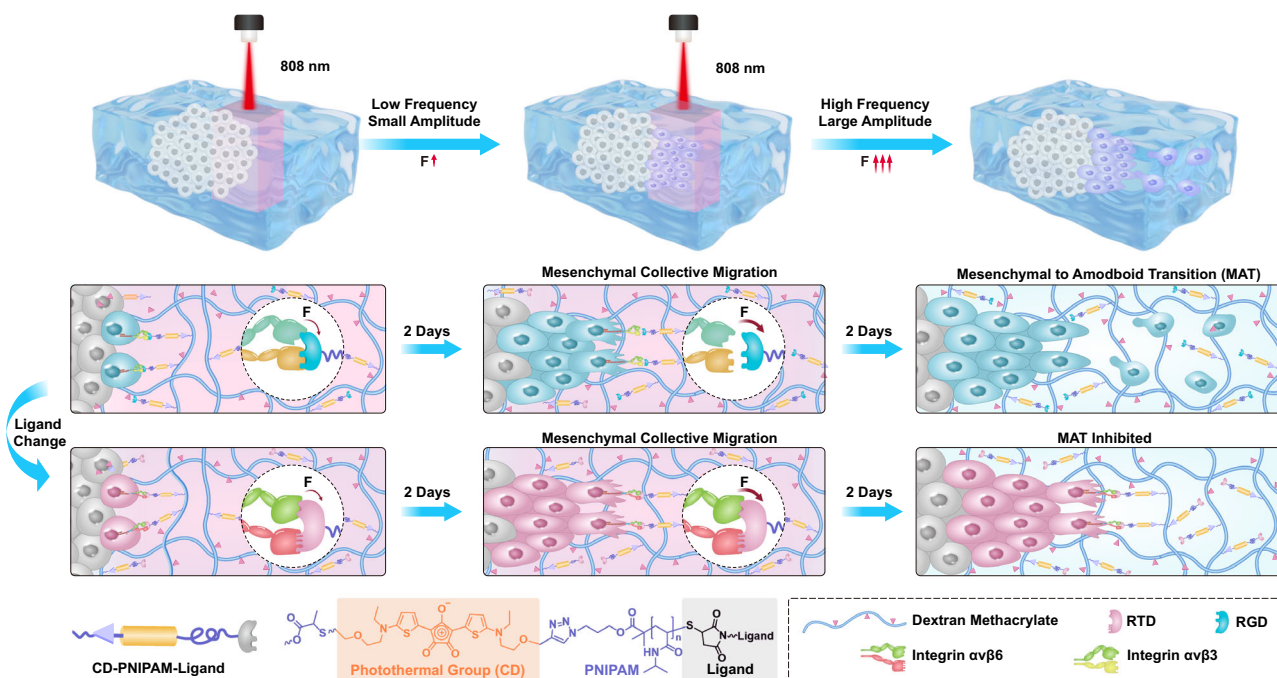 808 nm
808 nm
Low Frequency
Small Amplitude
F
High Frequency
Large Amplitude
F
Mesenchymal Collective Migration
Mesenchymal to Amodboid Transition (MAT)
F
2 Days
F
2 Days
Ligand
Change
Mesenchymal Collective Migration
MAT Inhibited
F
2 Days
F
2 Days
CD-PNIPAM-Ligand
O
O
S
O
N
S
O⁻
⊕
O
O
S
N
O
N=N
N
O
O
n
O
HN
S
O
N
Ligand
O
Photothermal Group (CD)
PNIPAM
Ligand
Dextran Methacrylate
RTD
RGD
Integrin αvβ6
Integrin αvβ3